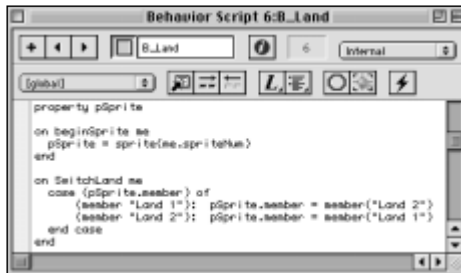 Behavior Script 6:B_Land
B_Land
6
Internal
[global]
L
property pSprite
on beginSprite me
pSprite = sprite(me.spriteNum)
end
on SwitchLand me
case (pSprite.member) of
(member "Land 1"): pSprite.member = member("Land 2")
(member "Land 2"): pSprite.member = member("Land 1")
end case
end